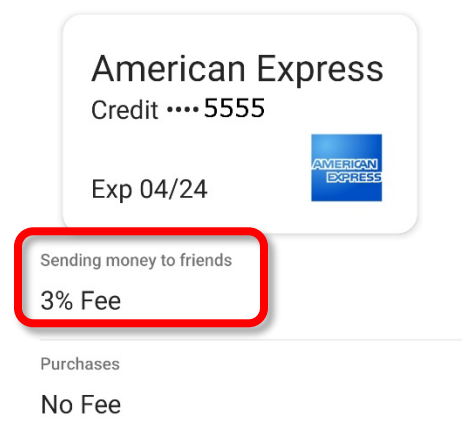 American Express
Credit •••• 5555
AMERICAN
EXPRESS
Exp 04/24
Sending money to friends
3% Fee
Purchases
No Fee